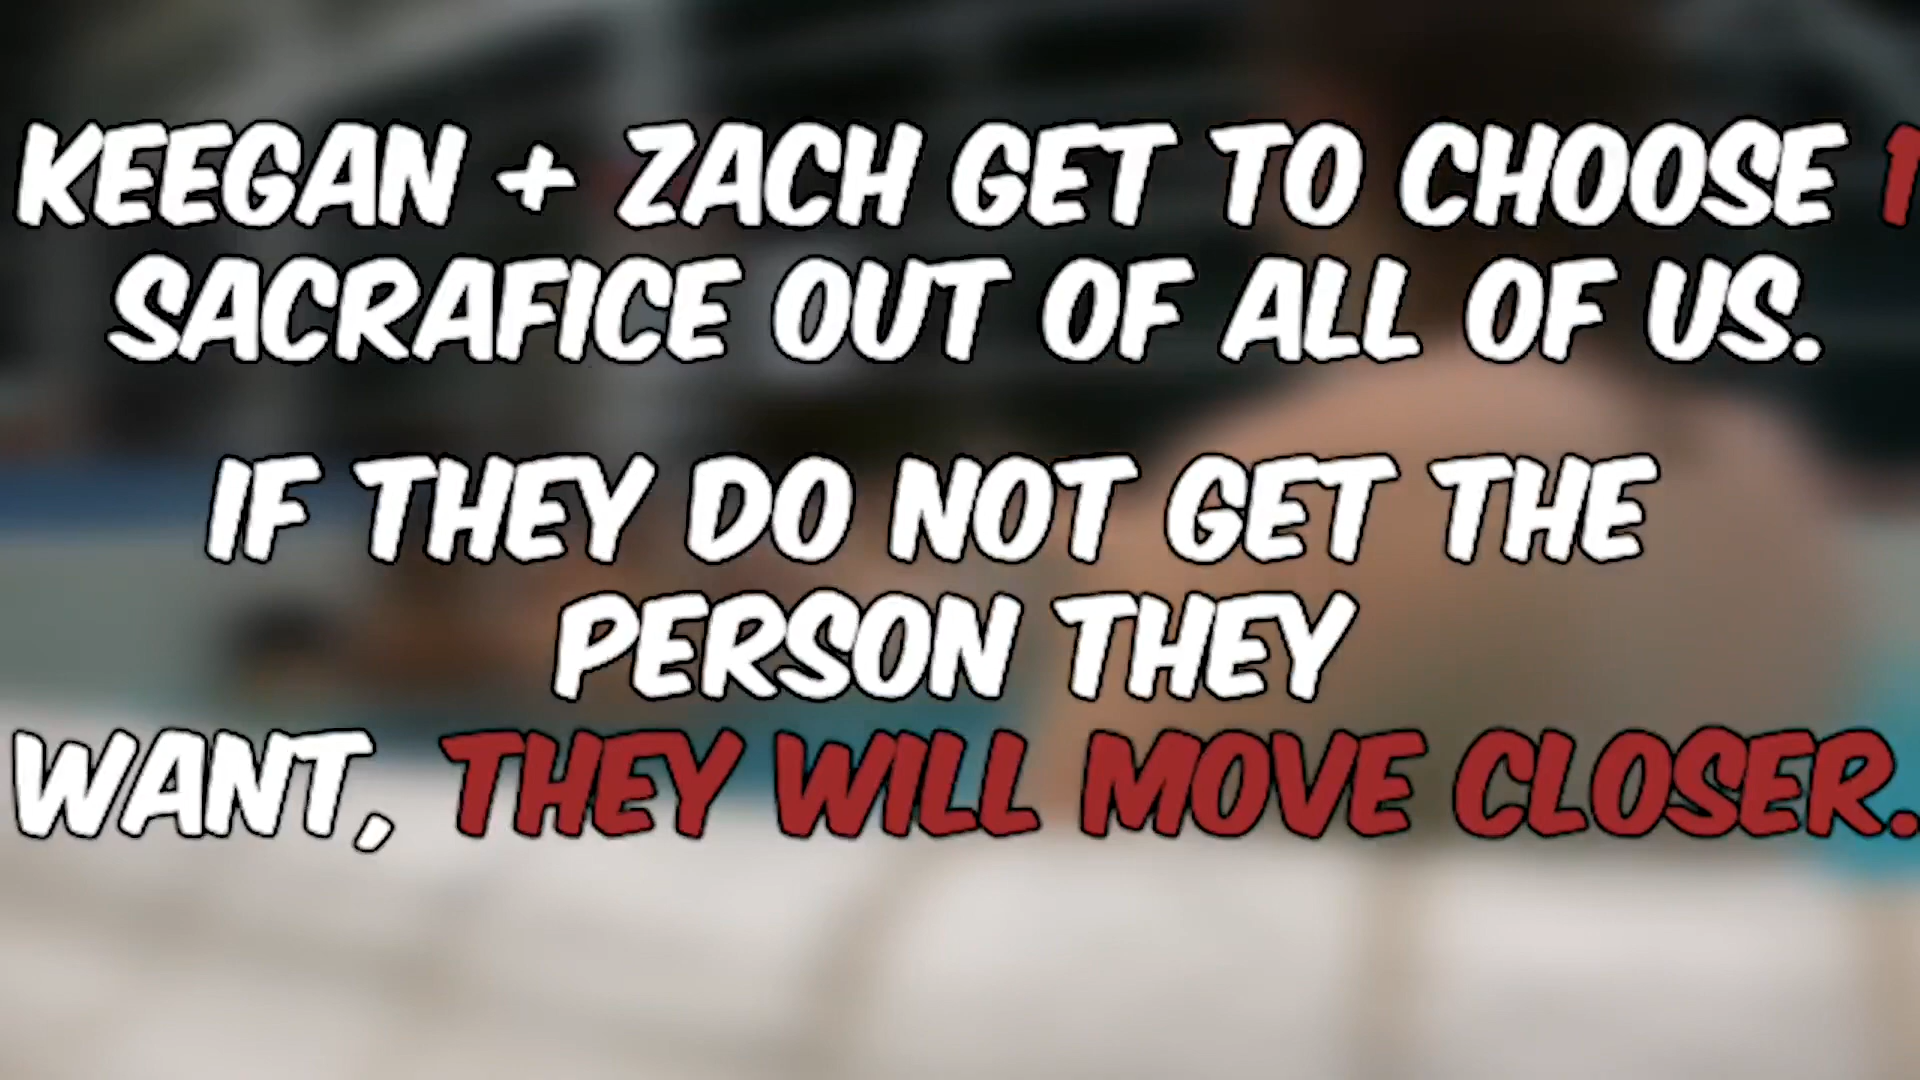 KEEGAN + ZACH GET TO CHOOSE 1
SACRAFICE OUT OF ALL OF US.
IF THEY DO NOT GET THE
PERSON THEY
WANT, THEY WILL MOVE CLOSER.